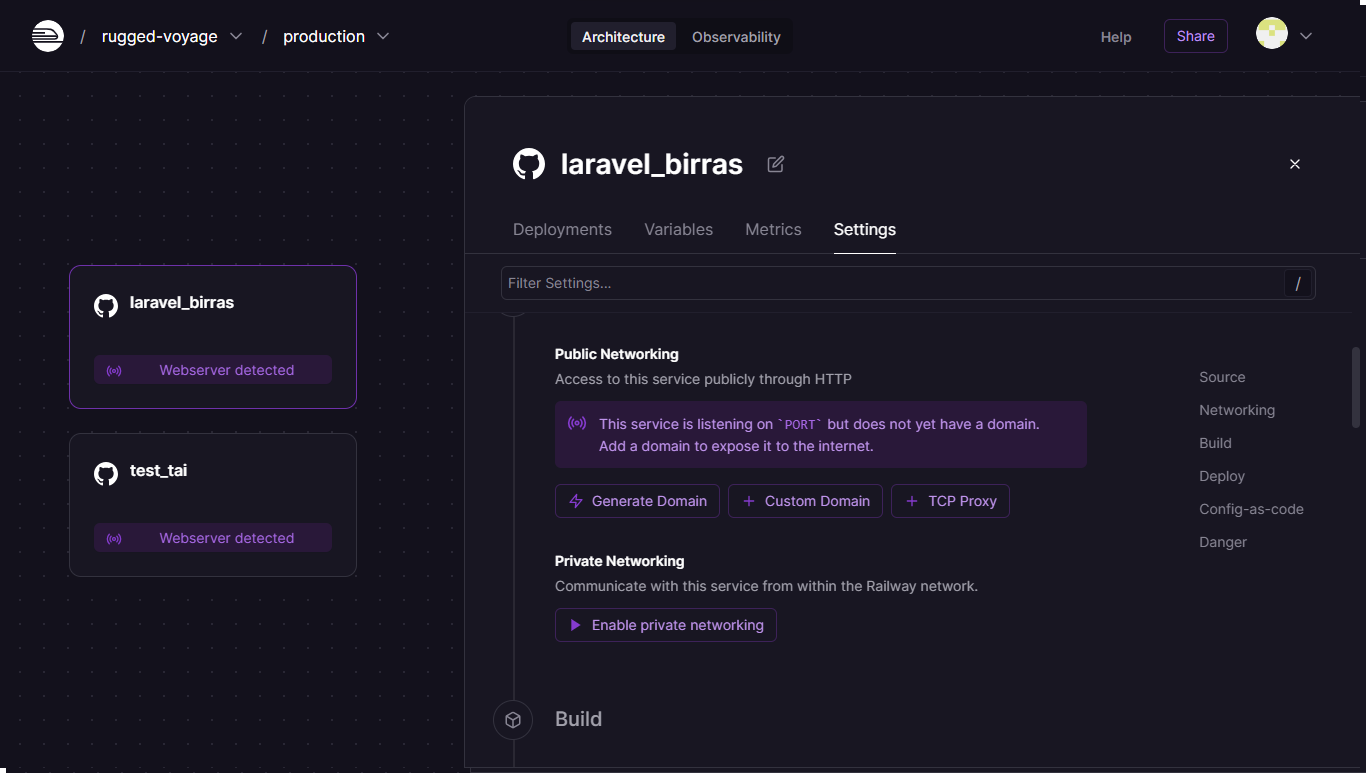 / rugged-voyage / production
Architecture Observability
Help Share
laravel_birras
Deployments Variables Metrics Settings
Filter Settings... /
laravel_birras
Webserver detected
test_tai
Webserver detected
Public Networking
Access to this service publicly through HTTP
This service is listening on `PORT` but does not yet have a domain.
Add a domain to expose it to the internet.
Generate Domain + Custom Domain + TCP Proxy
Private Networking
Communicate with this service from within the Railway network.
Enable private networking
Build
Source
Networking
Build
Deploy
Config-as-code
Danger